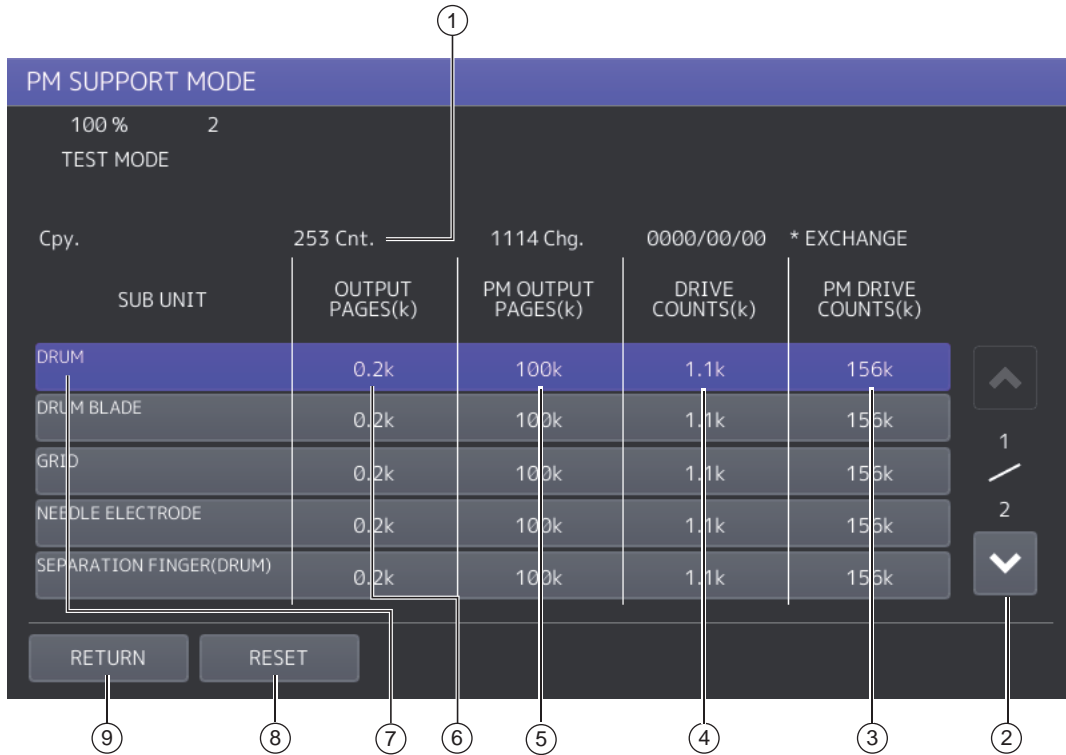 1
PM SUPPORT MODE
100 % 2
TEST MODE
Cpy. 253 Cnt. 1114 Chg. 0000/00/00 * EXCHANGE
SUB UNIT OUTPUT PAGES(k) PM OUTPUT PAGES(k) DRIVE COUNTS(k) PM DRIVE COUNTS(k)
DRUM 0.2k 100k 1.1k 156k
DRUM BLADE 0.2k 100k 1.1k 156k
GRID 0.2k 100k 1.1k 156k
NEEDLE ELECTRODE 0.2k 100k 1.1k 156k
SEPARATION FINGER(DRUM) 0.2k 100k 1.1k 156k
1
2
RETURN RESET
9 8 7 6 5 4 3 2